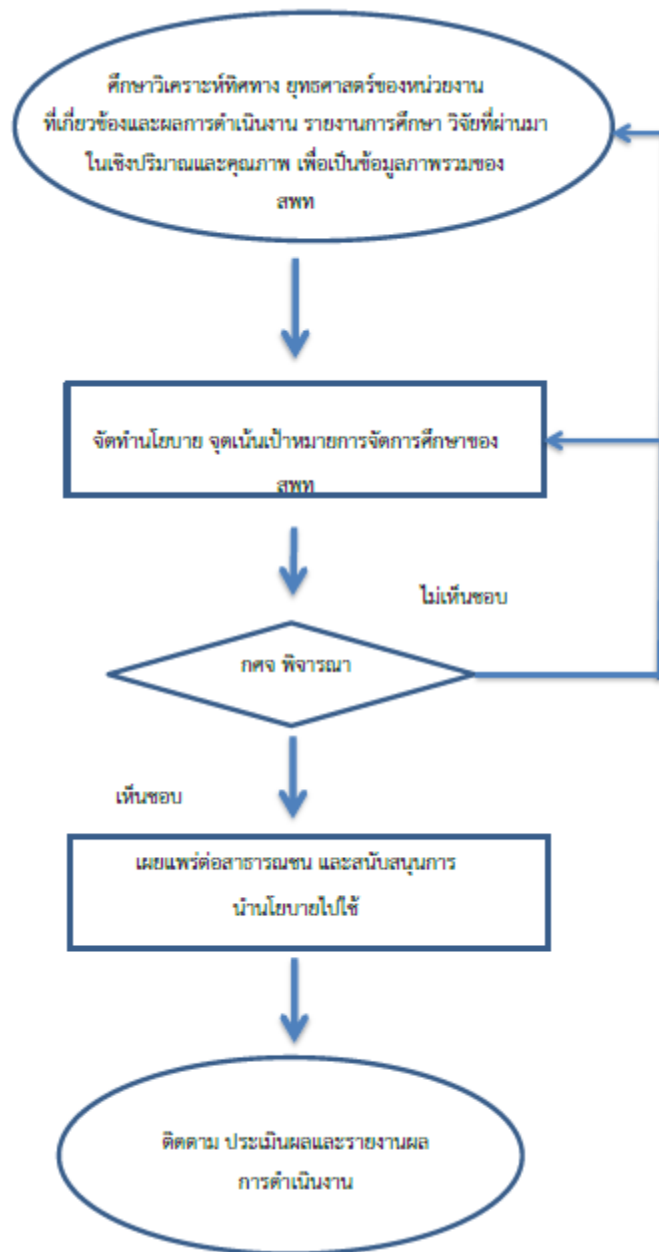 ศึกษาวิเคราะห์ทิศทาง ยุทธศาสตร์ของหน่วยงาน
ที่เกี่ยวข้องและผลการดำเนินงาน รายงานการศึกษา วิจัยที่ผ่านมา
ในเชิงปริมาณและคุณภาพ เพื่อเป็นข้อมูลภาพรวมของ
สพท
จัดทำนโยบาย จุดเน้นเป้าหมายการจัดการศึกษาของ
สพท
ไม่เห็นชอบ
กศจ พิจารณา
เห็นชอบ
เผยแพร่ต่อสาธารณชน และสนับสนุนการ
นำนโยบายไปใช้
ติดตาม ประเมินผลและรายงานผล
การดำเนินงาน